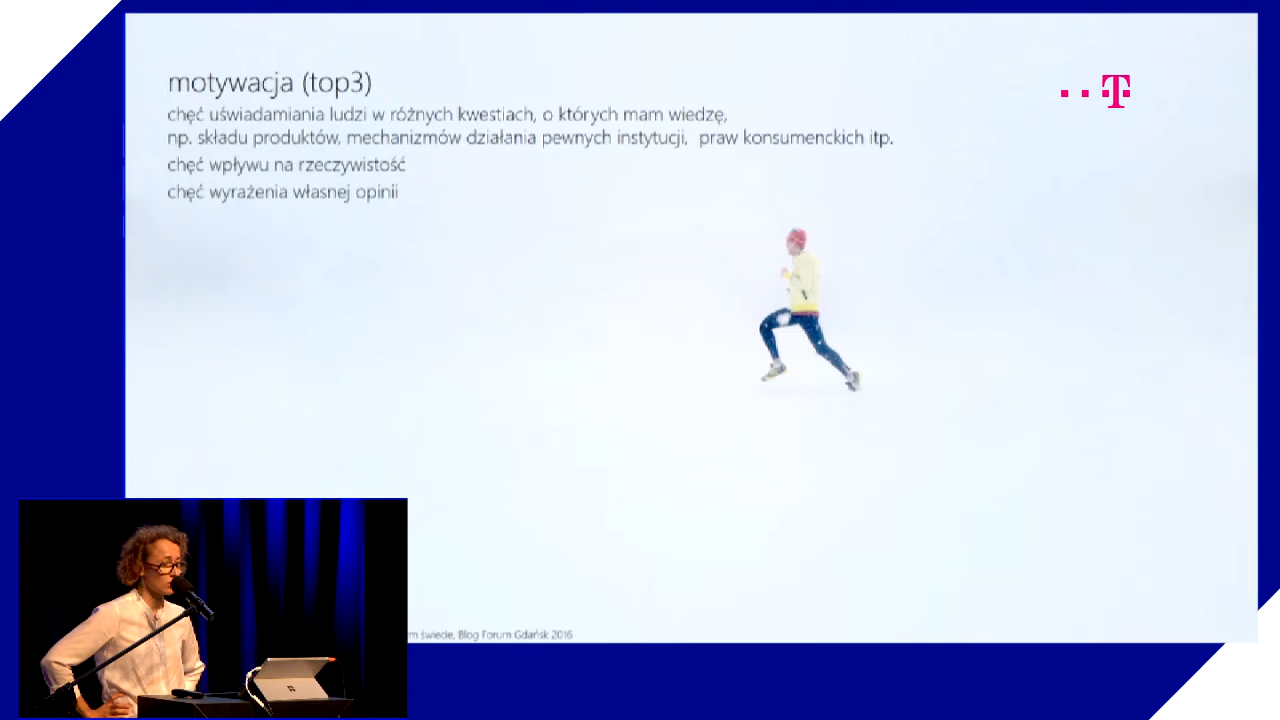 motywacja (top3)
chęć uświadamiania ludzi w różnych kwestiach, o których mam wiedzę,
np. składu produktów, mechanizmów działania pewnych instytucji, praw konsumenckich itp.
chęć wpływu na rzeczywistość
chęć wyrażenia własnej opinii
T
świecie, Blog Forum Gdańsk 2016